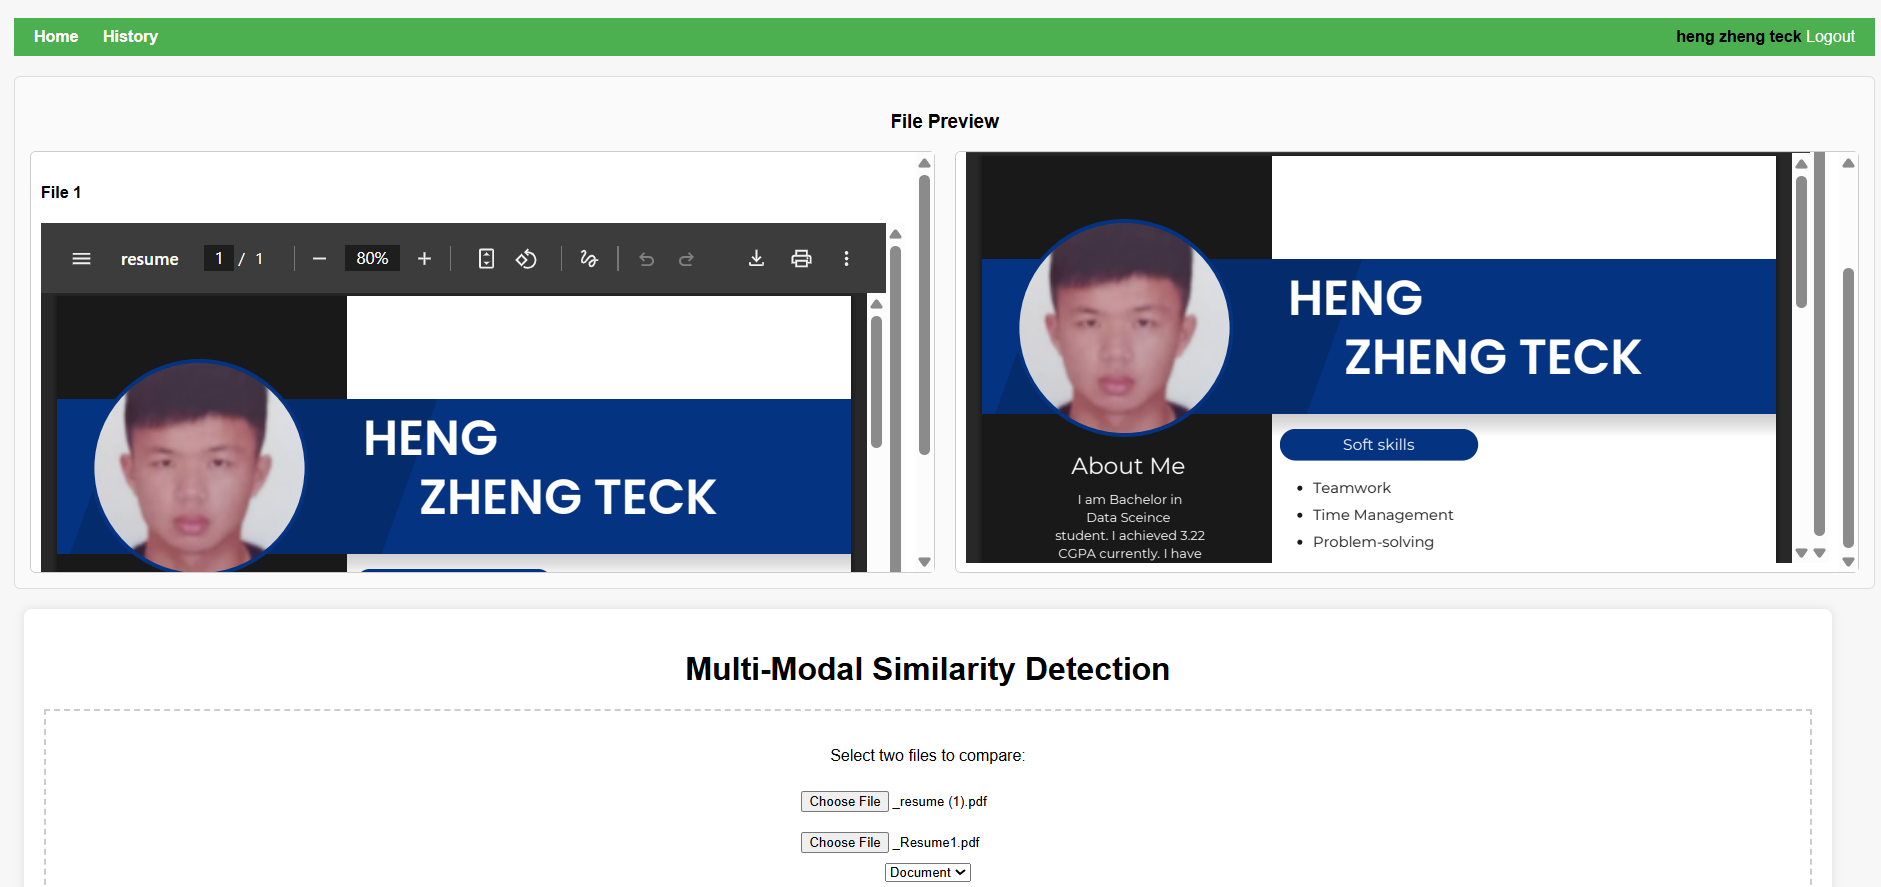 Home History heng zheng teck Logout
File Preview
File 1
resume 1 / 1 80%
HENG
ZHENG TECK
HENG
ZHENG TECK
About Me
I am Bachelor in
Data Sceince
student. I achieved 3.22
CGPA currently. I have
Soft skills
Teamwork
Time Management
Problem-solving
Multi-Modal Similarity Detection
Select two files to compare:
Choose File _resume (1).pdf
Choose File _Resume1.pdf
Document